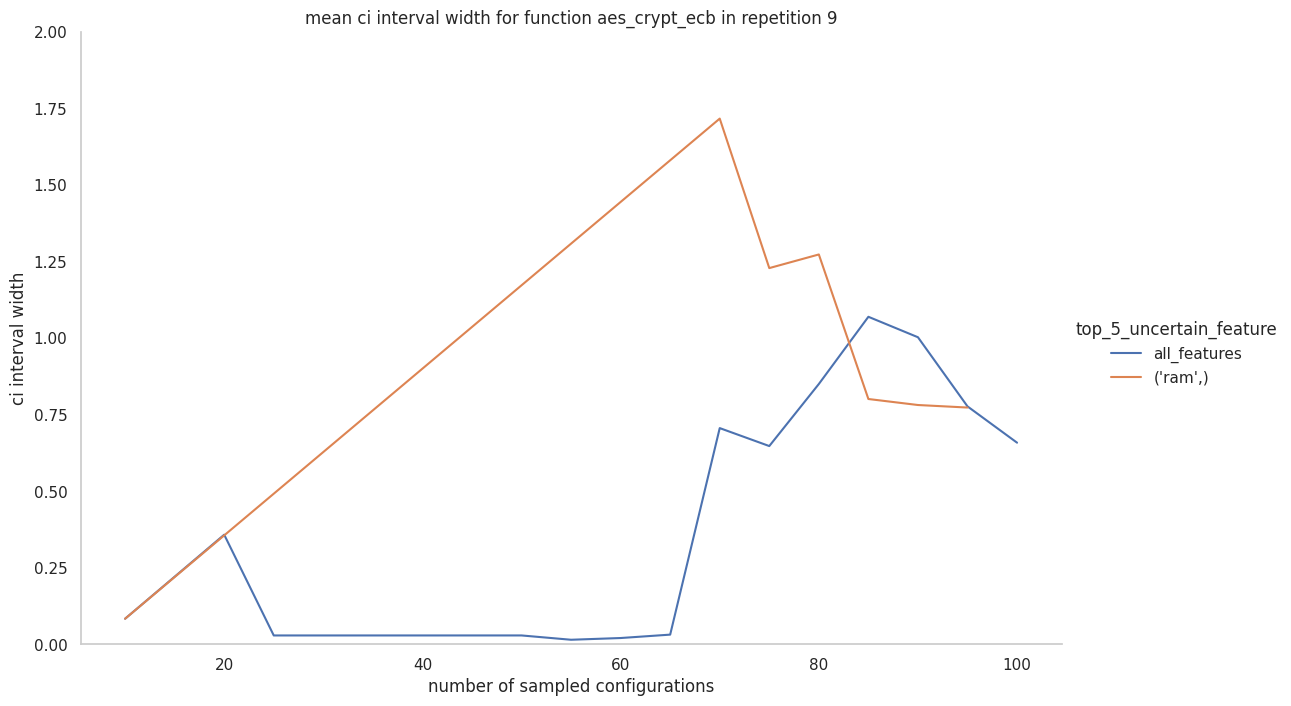 mean ci interval width for function aes_crypt_ecb in repetition 9
2.00
1.75
1.50
1.25
1.00
0.75
0.50
0.25
0.00
ci interval width
20
40
60
80
100
number of sampled configurations
top_5_uncertain_feature
all_features
('ram',)